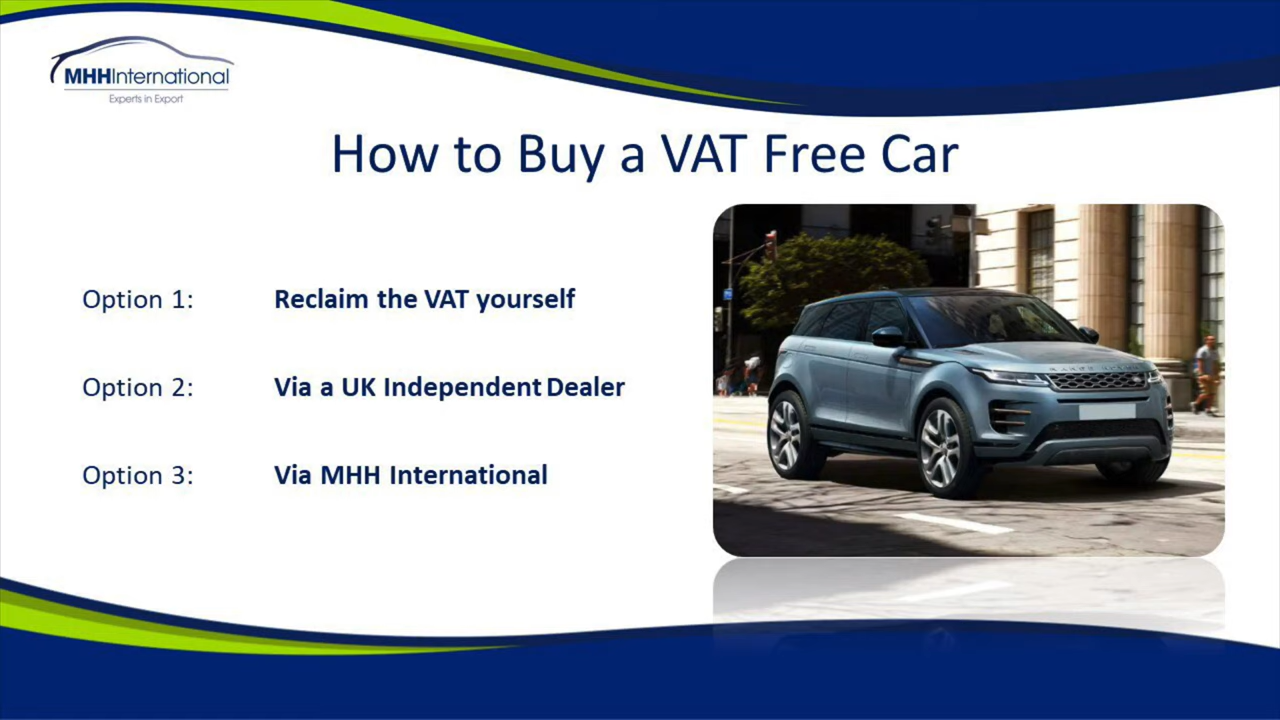 MHHInternational
Experts in Export
How to Buy a VAT Free Car
Option 1: Reclaim the VAT yourself
Option 2: Via a UK Independent Dealer
Option 3: Via MHH International